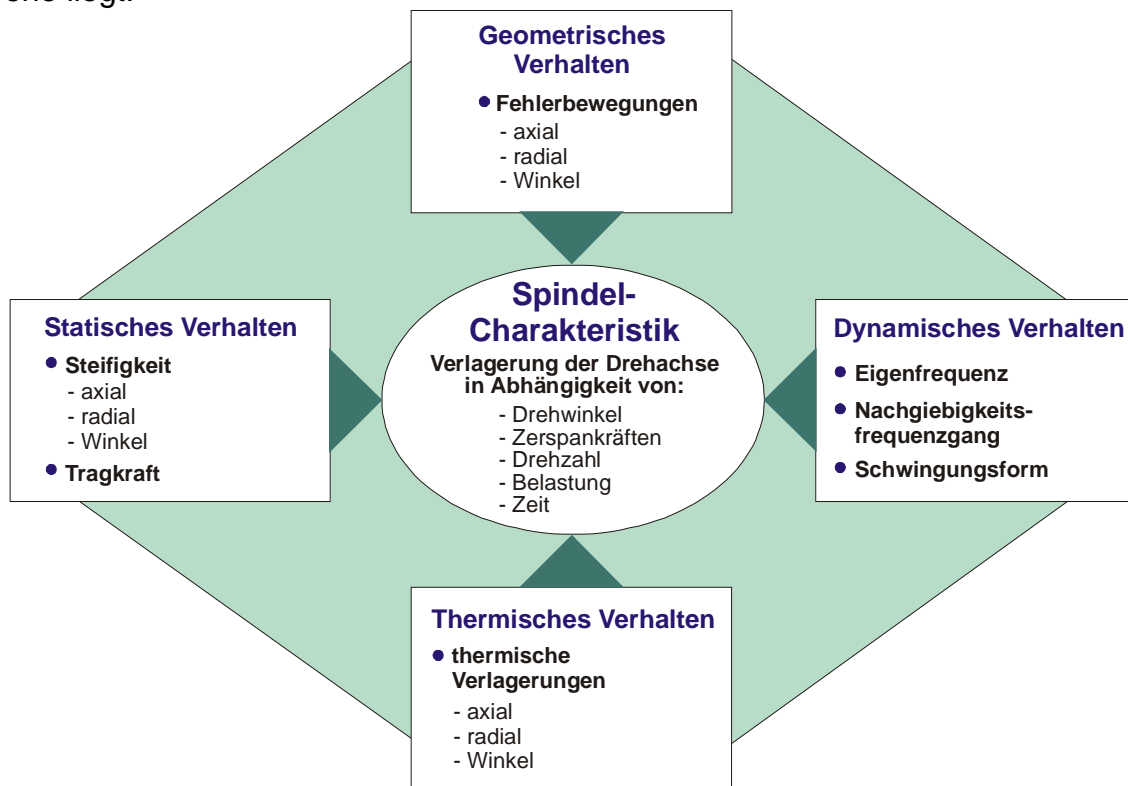 Geometrisches
Verhalten
• Fehlerbewegungen
- axial
- radial
- Winkel
Statisches Verhalten
• Steifigkeit
- axial
- radial
- Winkel
• Tragkraft
Spindel-
Charakteristik
Verlagerung der Drehachse
in Abhängigkeit von:
- Drehwinkel
- Zerspankräften
- Drehzahl
- Belastung
- Zeit
Dynamisches Verhalten
• Eigenfrequenz
• Nachgiebigkeits-
frequenzgang
• Schwingungsform
Thermisches Verhalten
• thermische
Verlagerungen
- axial
- radial
- Winkel